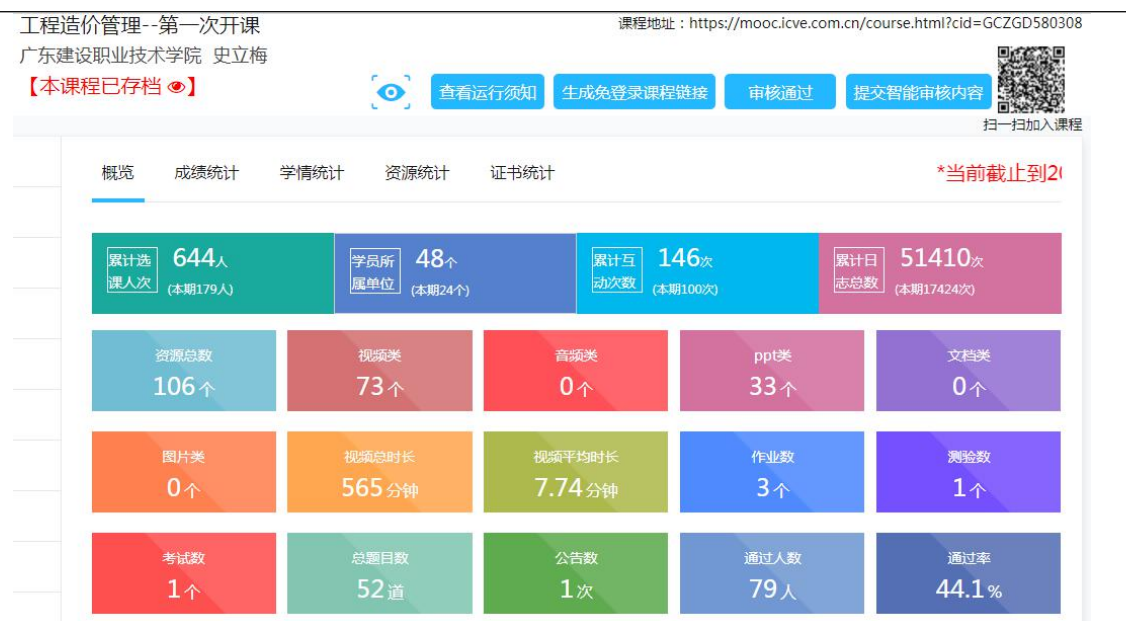 工程造价管理--第一次开课
课程地址：https://mooc.icve.com.cn/course.html?cid=GCZGD580308
广东建设职业技术学院 史立梅
【本课程已存档】
查看运行须知 生成免登录课程链接 审核通过 提交智能审核内容
扫一扫加入课程
概览 成绩统计 学情统计 资源统计 证书统计 *当前截止到20
累计选课人次 644人 (本期179人)
学员所属单位 48个 (本期24个)
累计互动次数 146次 (本期100次)
累计日志总数 51410次 (本期17424次)
资源总数 视频类 音频类 ppt类 文档类
106个 73个 0个 33个 0个
图片类 视频总时长 视频平均时长 作业数 测验数
0个 565分钟 7.74分钟 3个 1个
考试数 总题目数 公告数 通过人数 通过率
1个 52道 1次 79人 44.1%